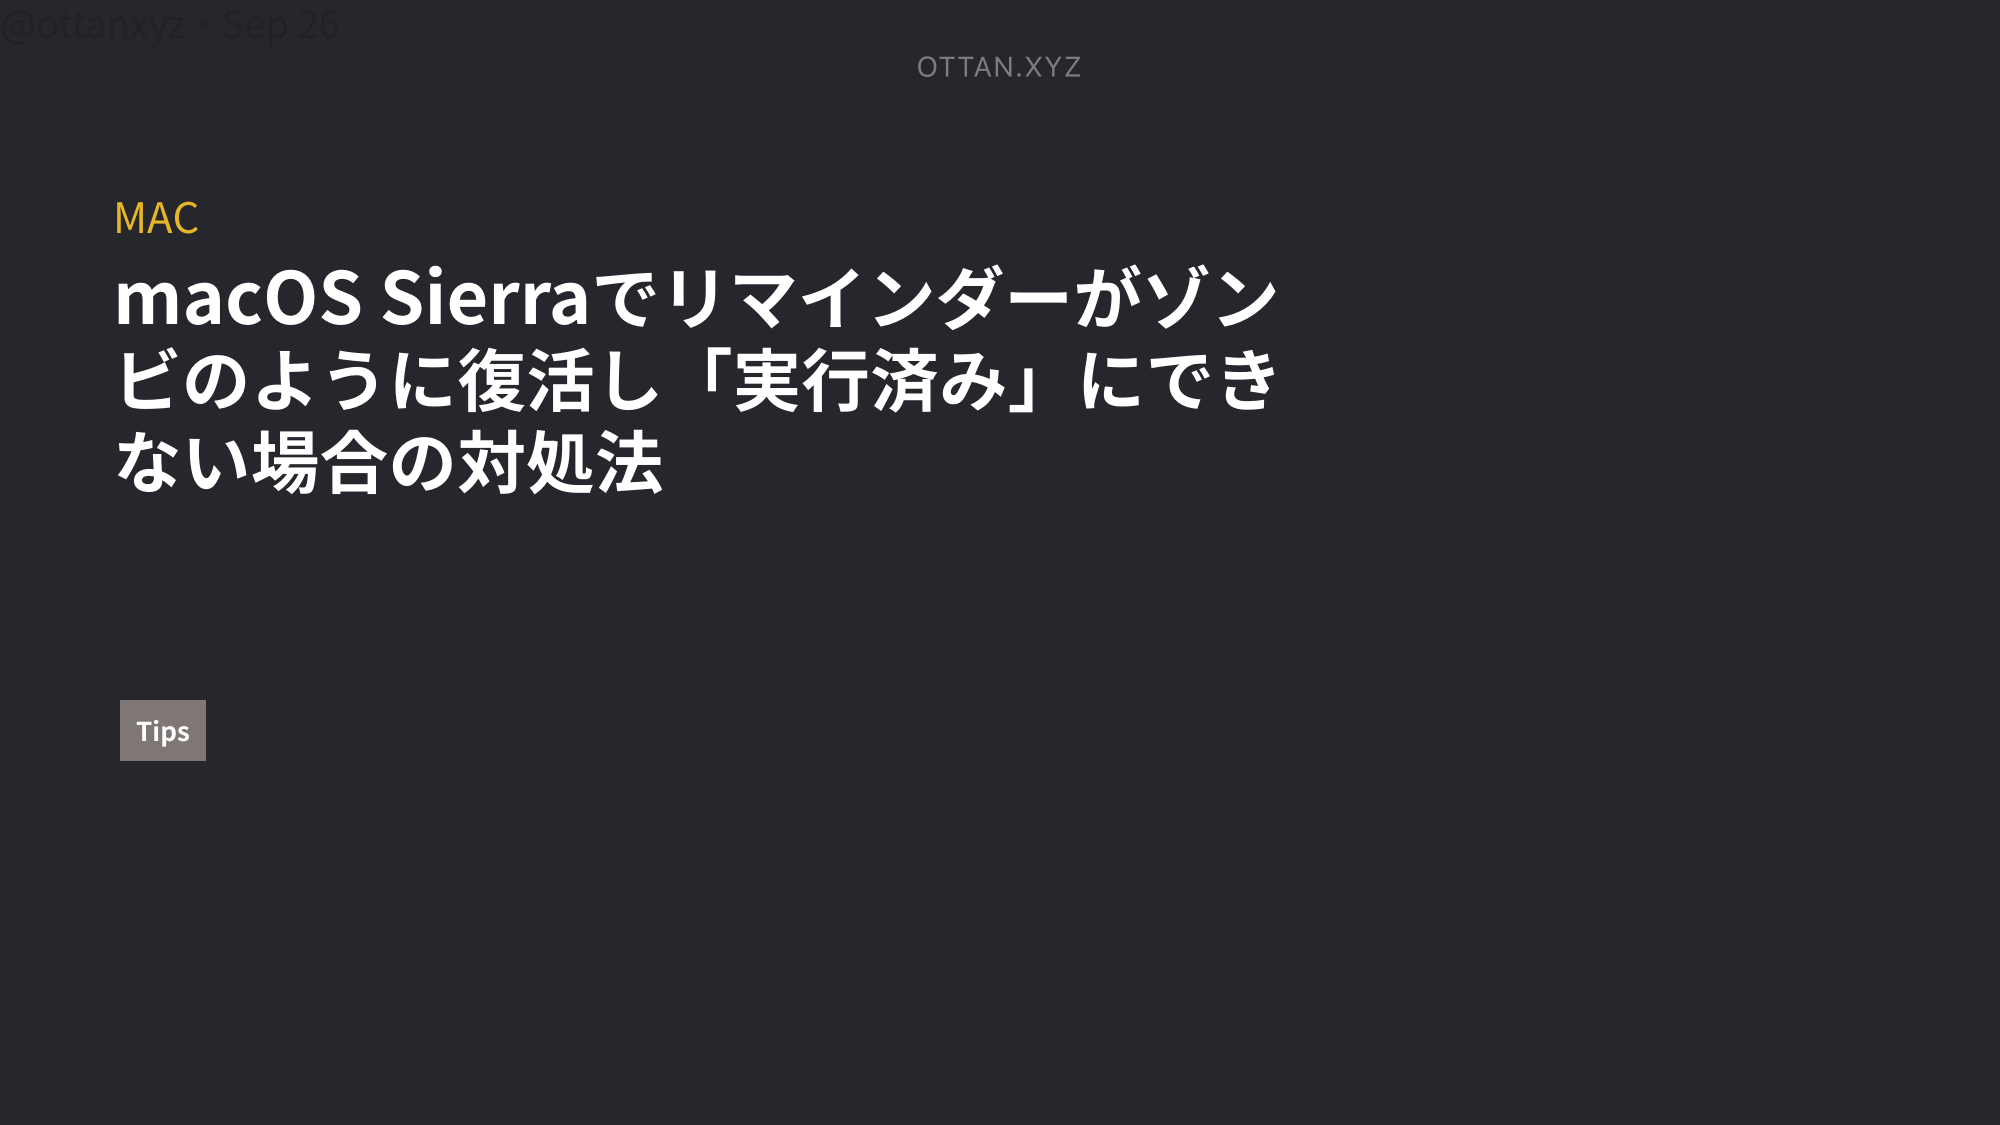 @ottanxyz・Sep 26
OTTAN.XYZ
MAC
macOS Sierraでリマインダーがゾン
ビのように復活し「実行済み」にでき
ない場合の対処法
Tips